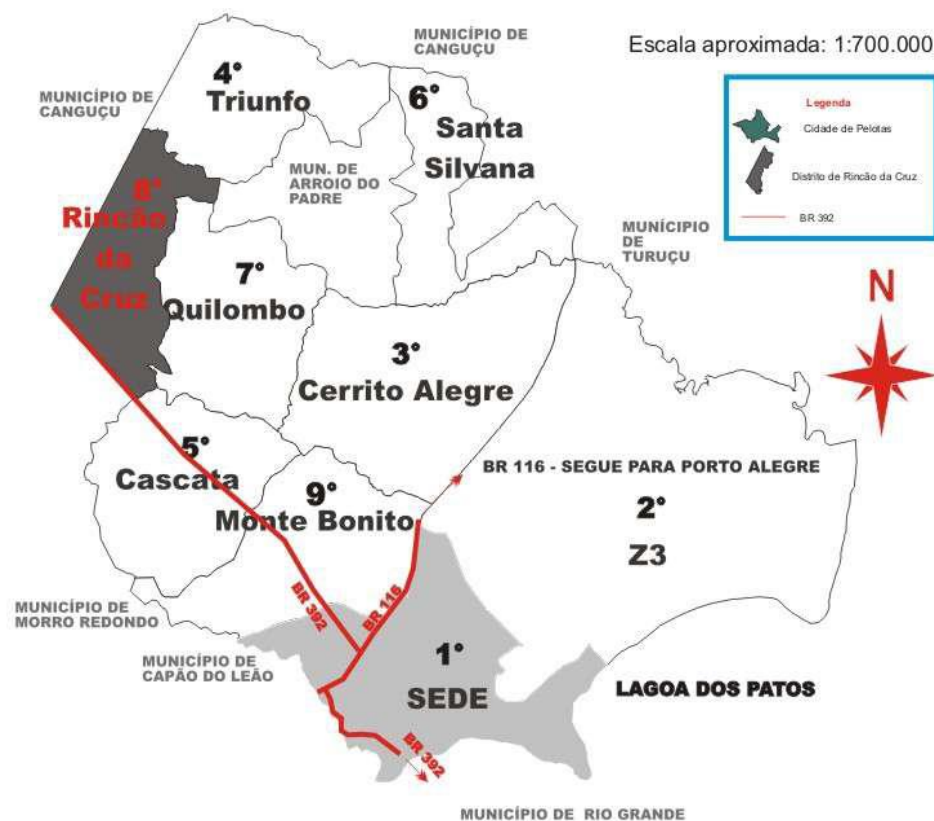 MUNICÍPIO DE
CANGUÇU
Escala aproximada: 1:700.000
4°
Triunfo
MUNICÍPIO DE
CANGUÇU
6°
Santa
Silvana
Legenda
Cidade de Pelotas
Distrito de Rincão da Cruz
BR 392
MUN. DE
ARROIO DO
PADRE
8°
Rincão
da
Cruz
MUNÍCIPIO
DE
TURUÇU
7°
Quilombo
N
3°
Cerrito Alegre
5°
Cascata
BR 116 - SEGUE PARA PORTO ALEGRE
9°
Monte Bonito
2°
Z3
BR 392
BR 116
MUNICÍPIO DE
MORRO REDONDO
MUNICÍPIO DE
CAPÃO DO LEÃO
1°
SEDE
LAGOA DOS PATOS
BR 392
MUNICÍPIO DE RIO GRANDE